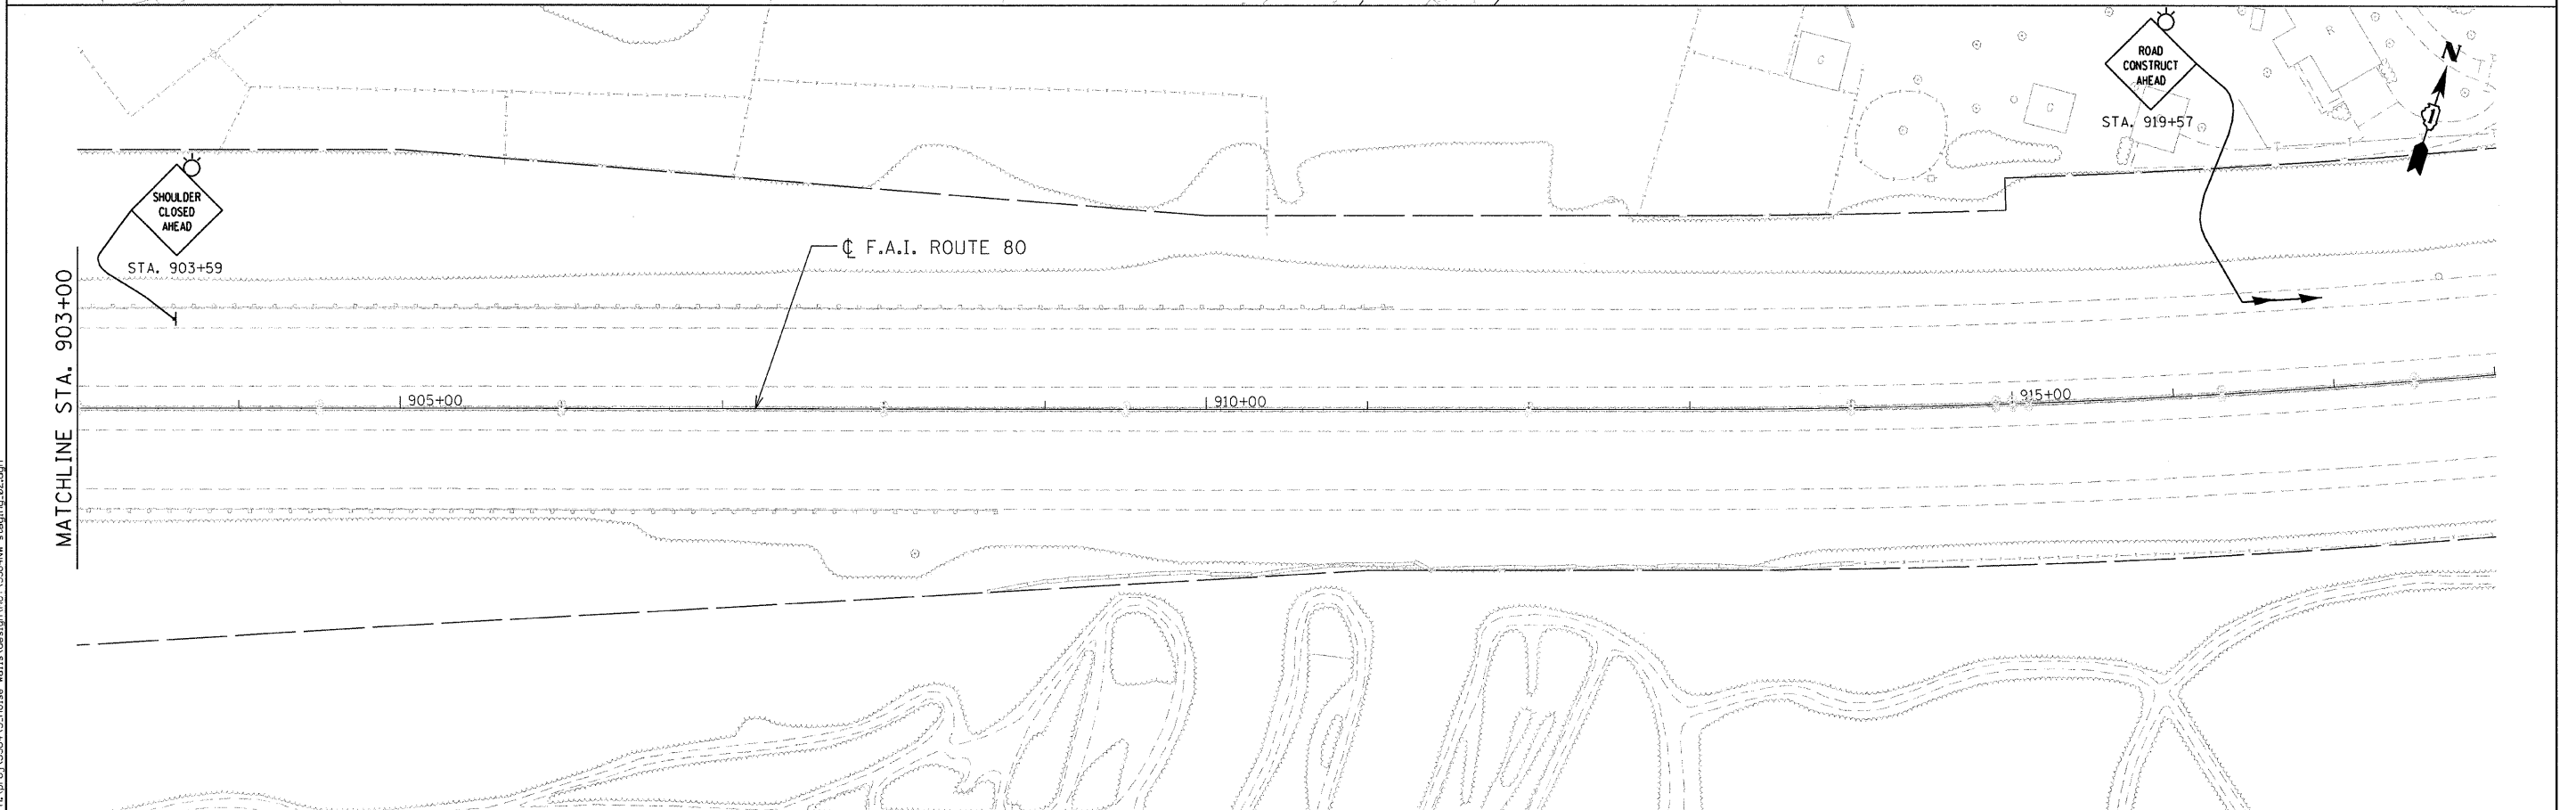 ROAD
CONSTRUCT
AHEAD
STA. 919+57
N
SHOULDER
CLOSED
AHEAD
STA. 903+59
℄ F.A.I. ROUTE 80
MATCHLINE STA. 903+00
905+00
910+00
915+00